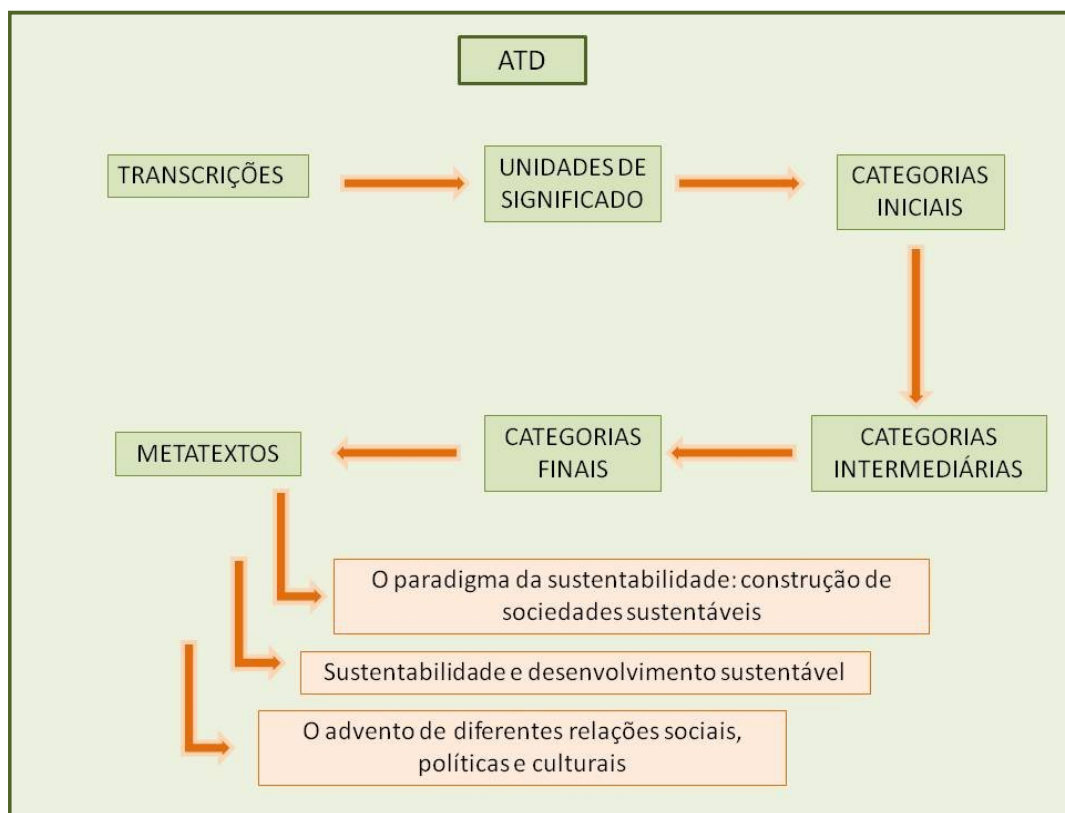 ATD
TRANSCRIÇÕES
UNIDADES DE
SIGNIFICADO
CATEGORIAS
INICIAIS
CATEGORIAS
INTERMEDIÁRIAS
CATEGORIAS
FINAIS
METATEXTOS
O paradigma da sustentabilidade: construção de
sociedades sustentáveis
Sustentabilidade e desenvolvimento sustentável
O advento de diferentes relações sociais,
políticas e culturais